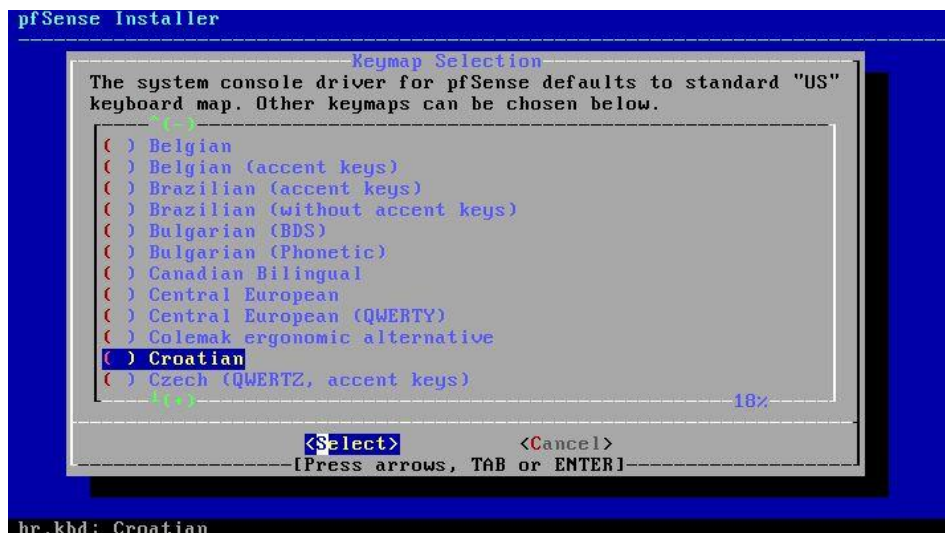 pfSense Installer
Keymap Selection
The system console driver for pfSense defaults to standard "US"
keyboard map. Other keymaps can be chosen below.
^(-)
( ) Belgian
( ) Belgian (accent keys)
( ) Brazilian (accent keys)
( ) Brazilian (without accent keys)
( ) Bulgarian (BDS)
( ) Bulgarian (Phonetic)
( ) Canadian Bilingual
( ) Central European
( ) Central European (QWERTY)
( ) Colemak ergonomic alternative
( ) Croatian
( ) Czech (QWERTZ, accent keys)
(+) 18%
<Select> <Cancel>
[Press arrows, TAB or ENTER]
hr.kbd: Croatian